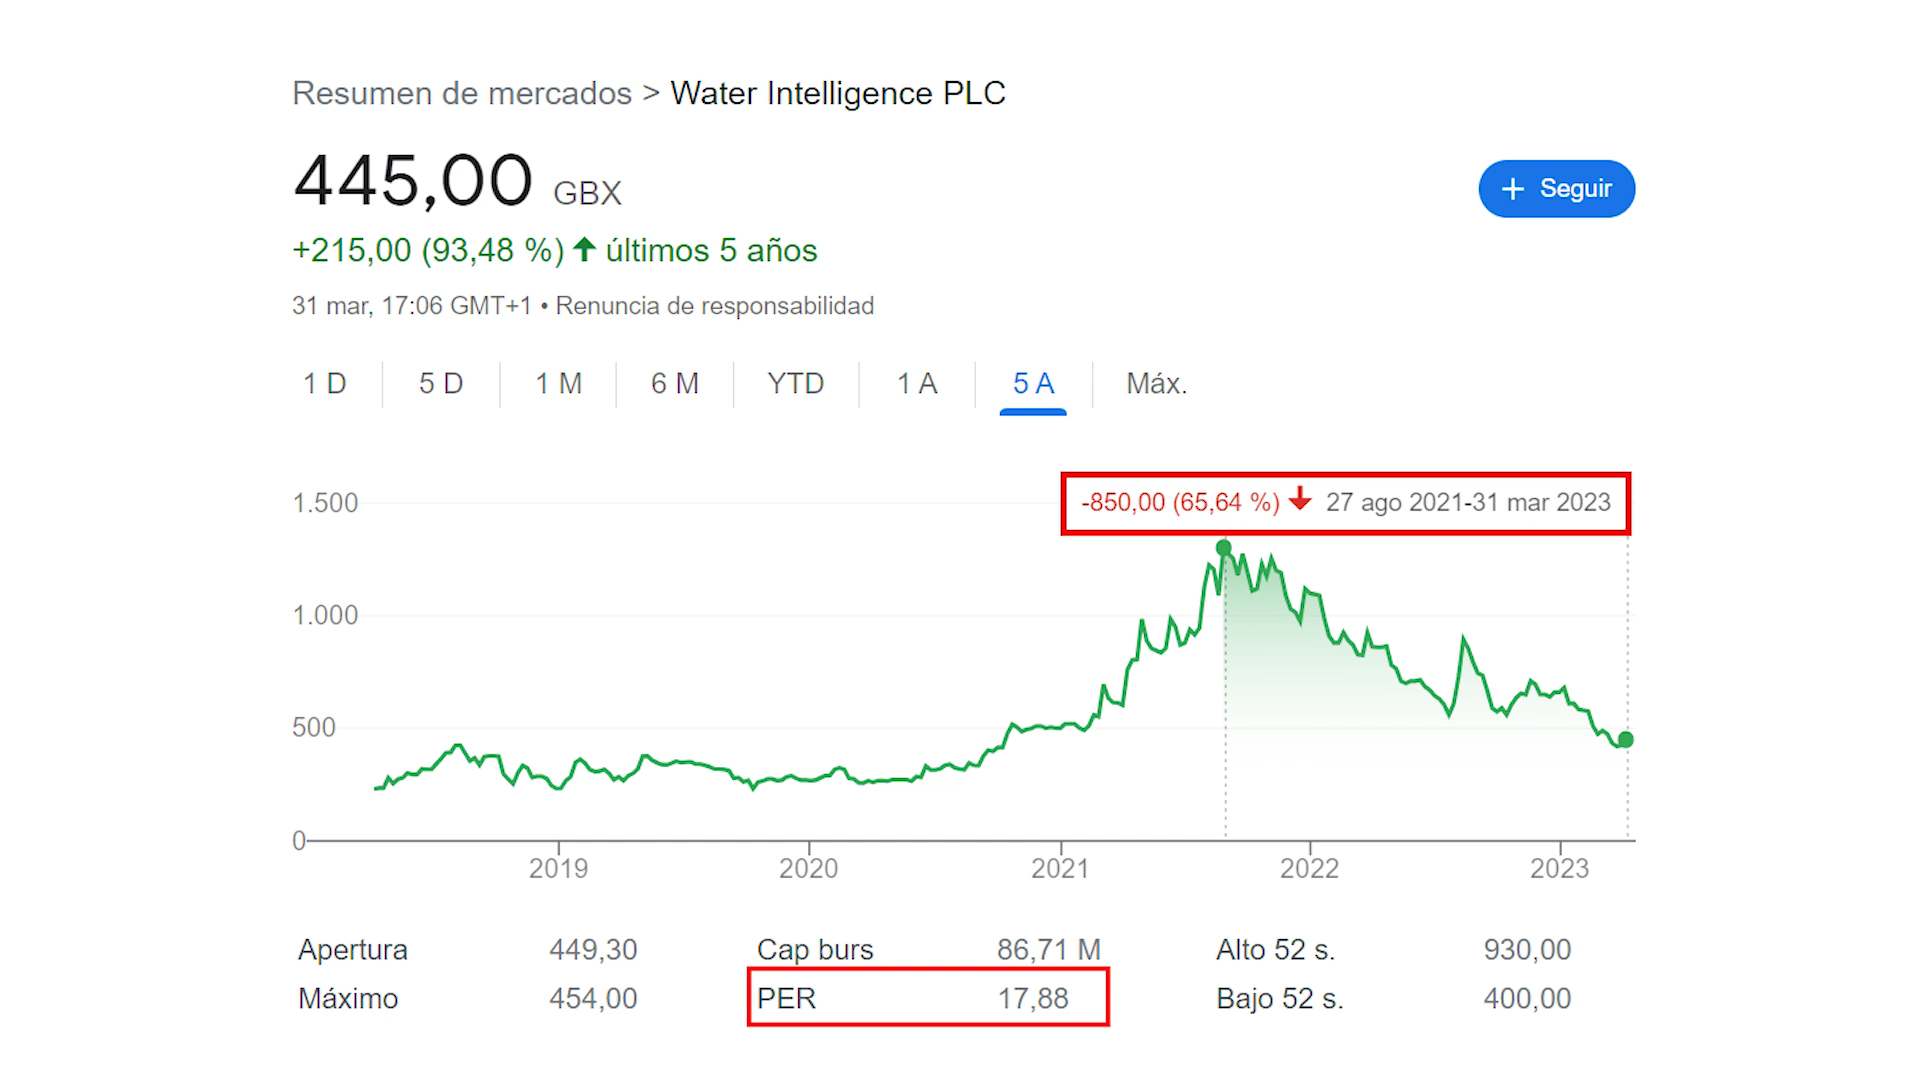 Resumen de mercados > Water Intelligence PLC
445,00 GBX
+ Seguir
+215,00 (93,48 %) ↑ últimos 5 años
31 mar, 17:06 GMT+1 • Renuncia de responsabilidad
1 D 5 D 1 M 6 M YTD 1 A 5 A Máx.
-850,00 (65,64 %) ↓ 27 ago 2021-31 mar 2023
1.500
1.000
500
0
2019 2020 2021 2022 2023
Apertura 449,30 Cap burs 86,71 M Alto 52 s. 930,00
Máximo 454,00 PER 17,88 Bajo 52 s. 400,00